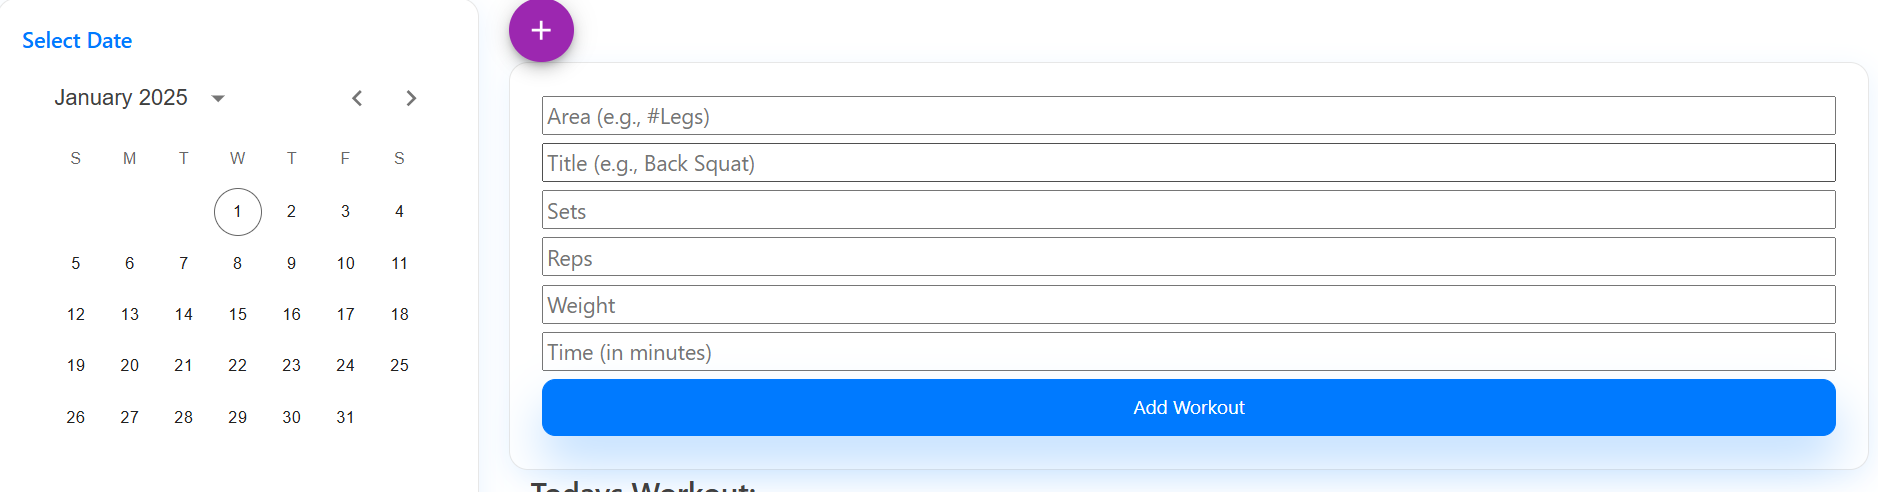 Select Date
January 2025
S M T W T F S
1 2 3 4
5 6 7 8 9 10 11
12 13 14 15 16 17 18
19 20 21 22 23 24 25
26 27 28 29 30 31
+
Area (e.g., #Legs)
Title (e.g., Back Squat)
Sets
Reps
Weight
Time (in minutes)
Add Workout
Todays Workout: